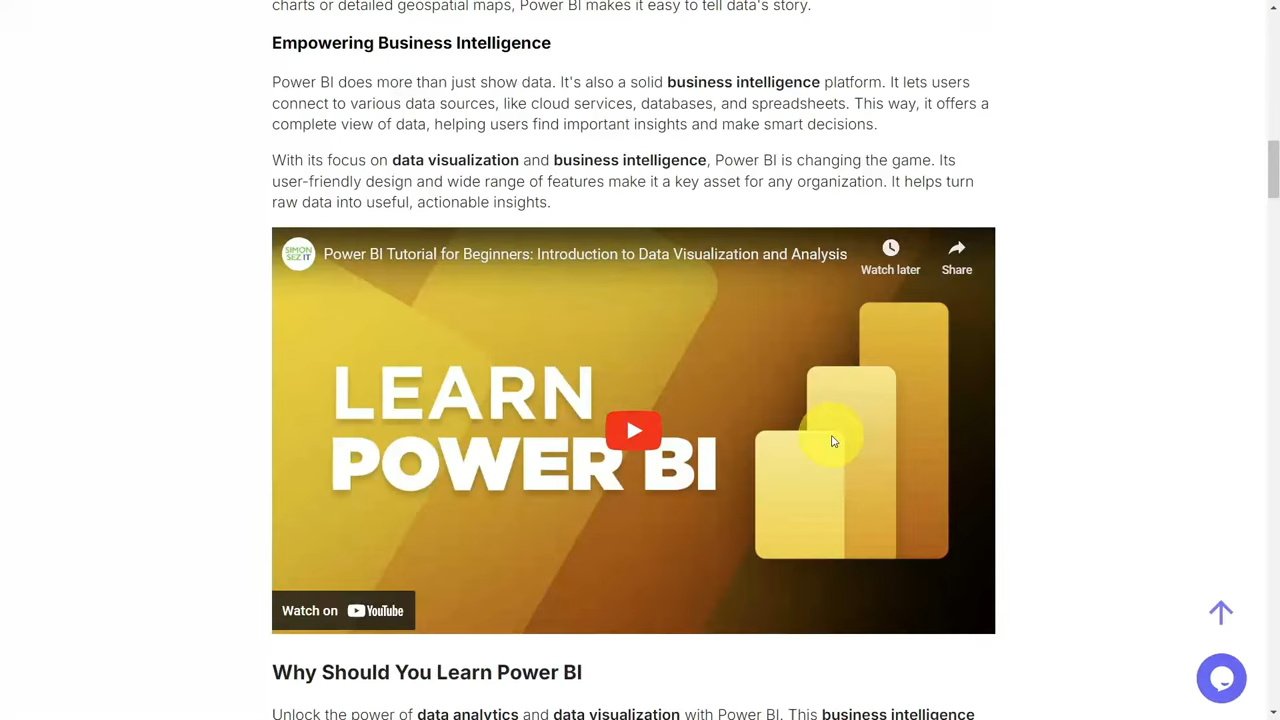 charts or detailed geospatial maps, Power BI makes it easy to tell data's story.
Empowering Business Intelligence
Power BI does more than just show data. It's also a solid business intelligence platform. It lets users
connect to various data sources, like cloud services, databases, and spreadsheets. This way, it offers a
complete view of data, helping users find important insights and make smart decisions.
With its focus on data visualization and business intelligence, Power BI is changing the game. Its
user-friendly design and wide range of features make it a key asset for any organization. It helps turn
raw data into useful, actionable insights.
SIMON
SEZ IT
Power BI Tutorial for Beginners: Introduction to Data Visualization and Analysis
Watch later
Share
LEARN
POWER BI
Watch on YouTube
Why Should You Learn Power BI
Unlock the power of data analytics and data visualization with Power BI. This business intelligence